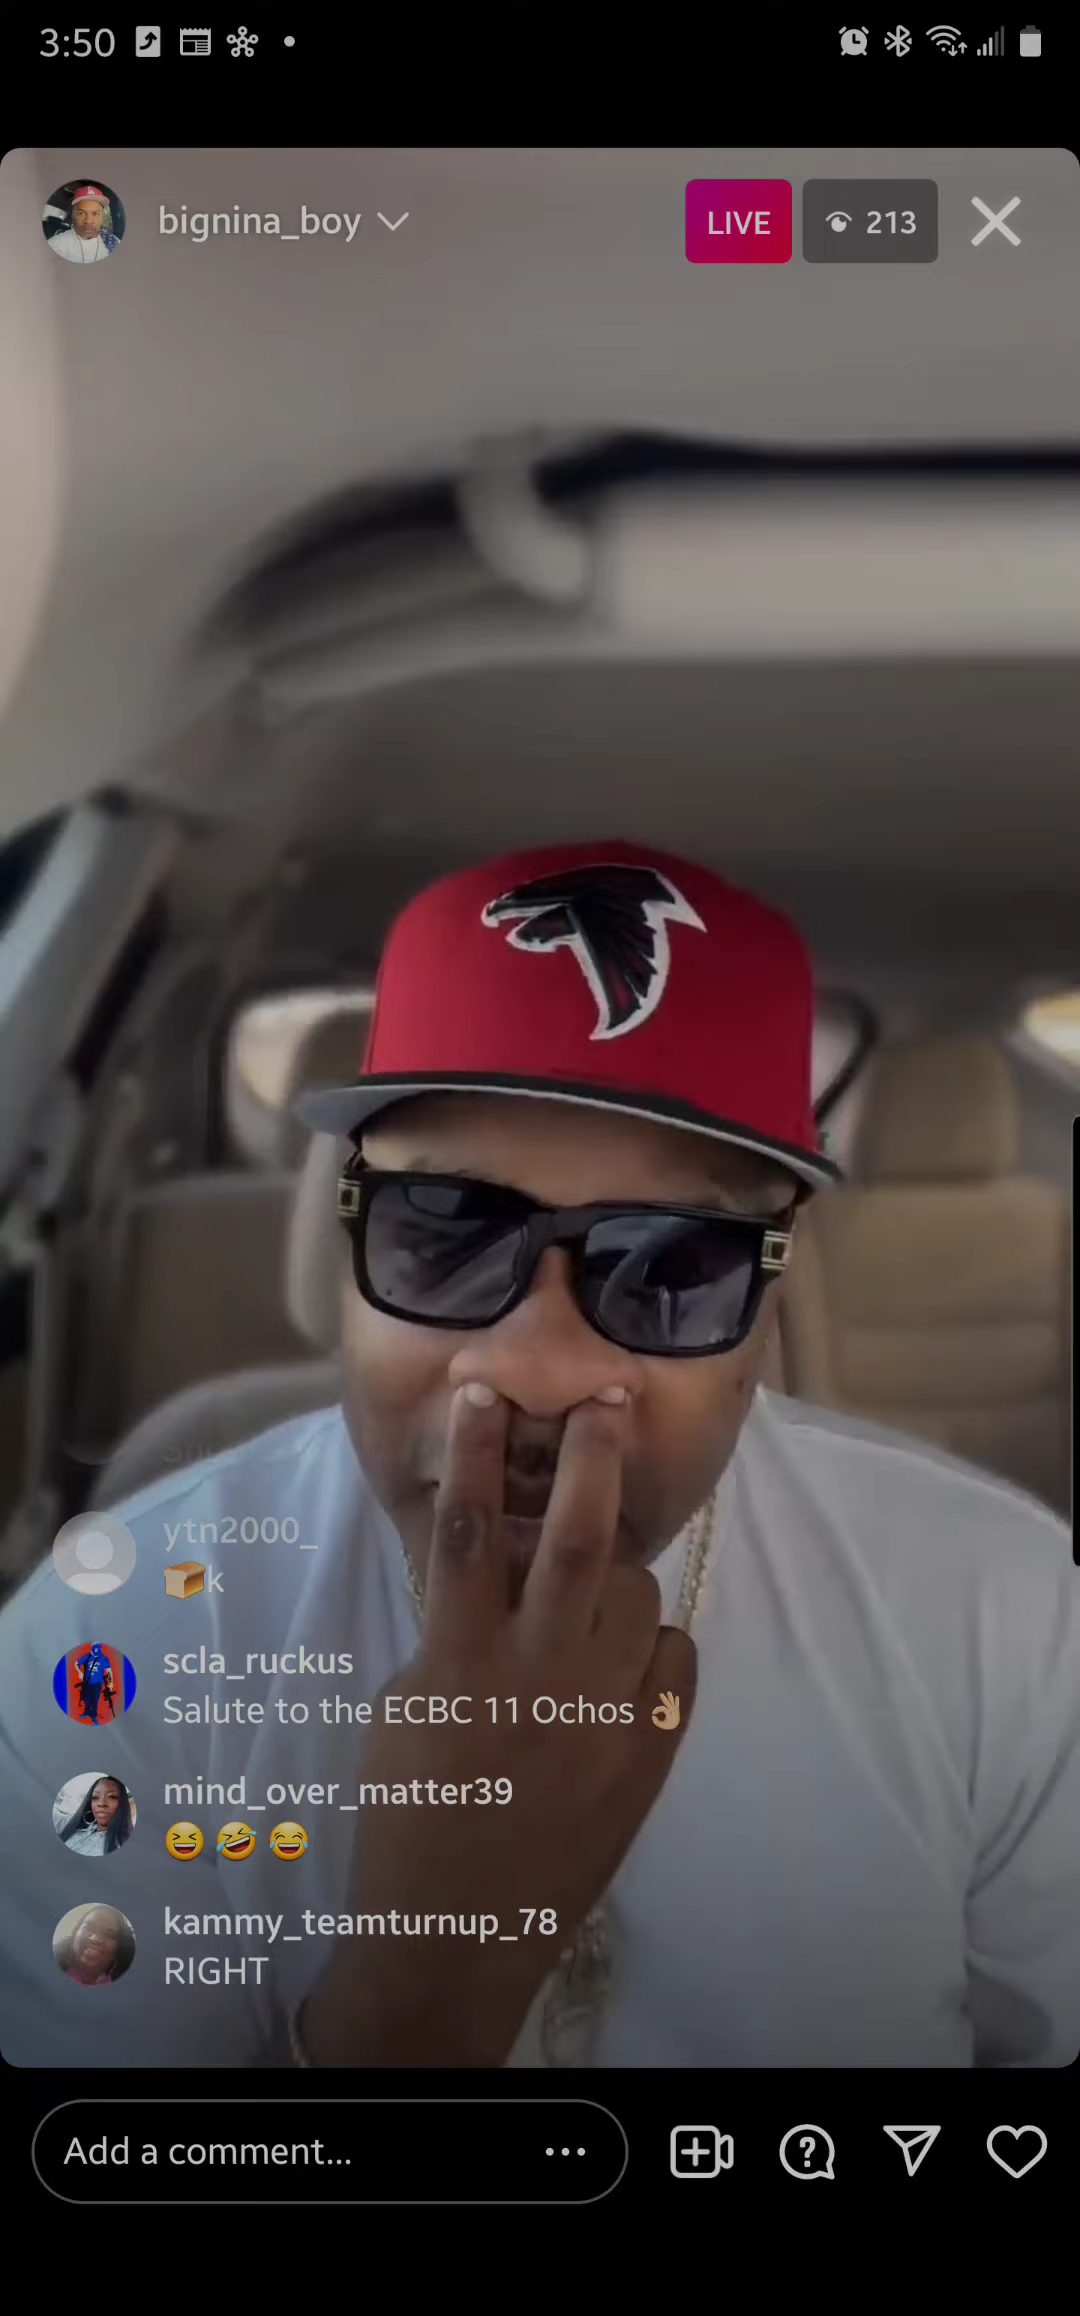 3:50
bignina_boy
LIVE
213
ytn2000_
🍞k
scla_ruckus
Salute to the ECBC 11 Ochos 👌🏼
mind_over_matter39
😆🤣😂
kammy_teamturnup_78
RIGHT
Add a comment...